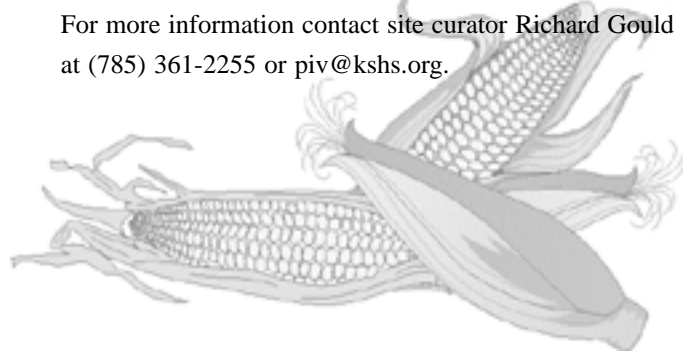 For more information contact site curator Richard Gould
at (785) 361-2255 or piv@kshs.org.